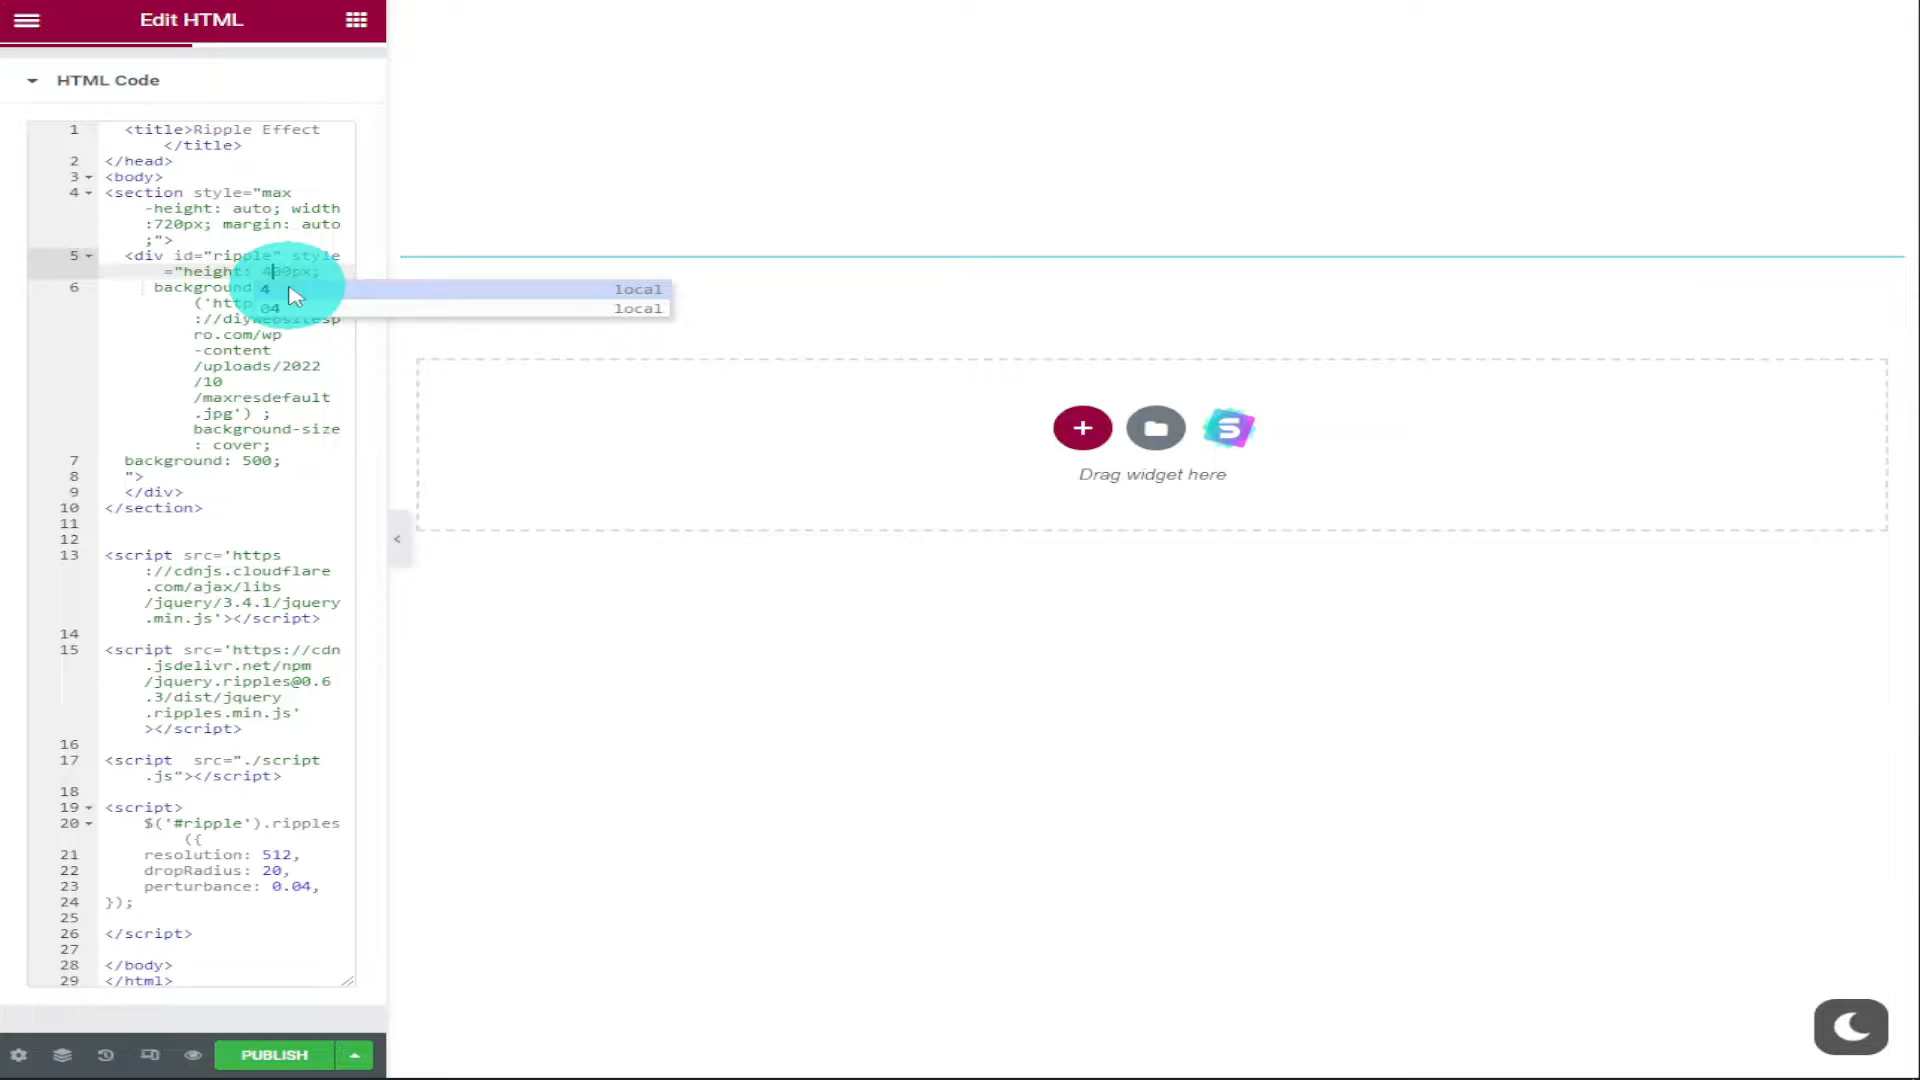 Edit HTML
HTML Code
1 <title>Ripple Effect
</title>
2 </head>
3 <body>
4 <section style="max
-height: auto; width
:720px; margin: auto
;">
5 <div id="ripple" style
="height: 400px;
6 background
4 local
('http
04 local
://diywebsitesp
ro.com/wp
-content
/uploads/2022
/10
/maxresdefault
.jpg') ;
background-size
: cover;
7 background: 500;
8 ">
9 </div>
10 </section>
11
12
13 <script src='https
://cdnjs.cloudflare
.com/ajax/libs
/jquery/3.4.1/jquery
.min.js'></script>
14
15 <script src='https://cdn
.jsdelivr.net/npm
/jquery.ripples@0.6
.3/dist/jquery
.ripples.min.js'
></script>
16
17 <script  src="./script
.js"></script>
18
19 <script>
20 $('#ripple').ripples
({
21 resolution: 512,
22 dropRadius: 20,
23 perturbance: 0.04,
24 });
25
26 </script>
27
28 </body>
29 </html>
Drag widget here
PUBLISH